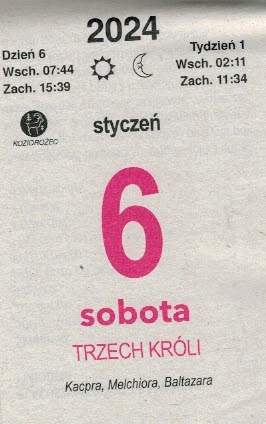 2024
Dzień 6
Wsch. 07:44
Zach. 15:39
Tydzień 1
Wsch. 02:11
Zach. 11:34
KOZIOROŻEC
styczeń
6
sobota
TRZECH KRÓLI
Kacpra, Melchiora, Baltazara